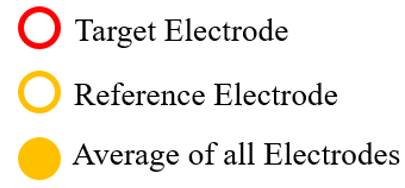 Target Electrode
Reference Electrode
Average of all Electrodes